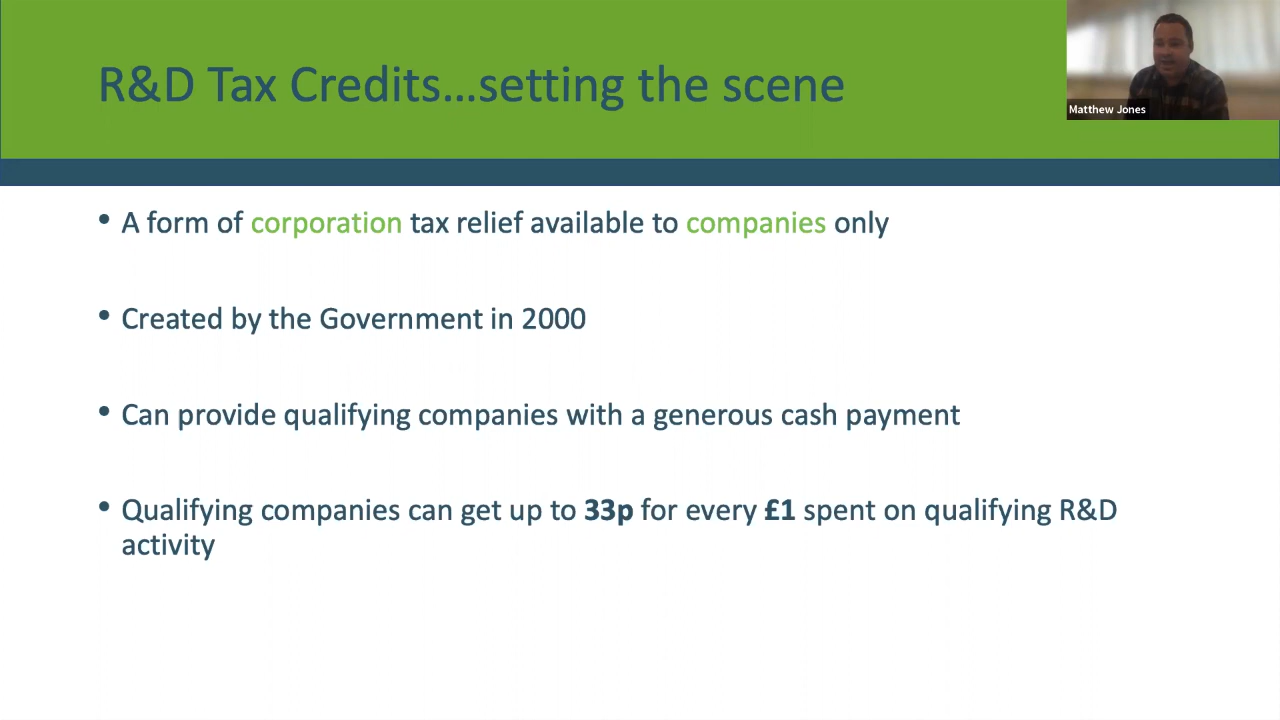 R&D Tax Credits...setting the scene
Matthew Jones
• A form of corporation tax relief available to companies only
• Created by the Government in 2000
• Can provide qualifying companies with a generous cash payment
• Qualifying companies can get up to 33p for every £1 spent on qualifying R&D
activity